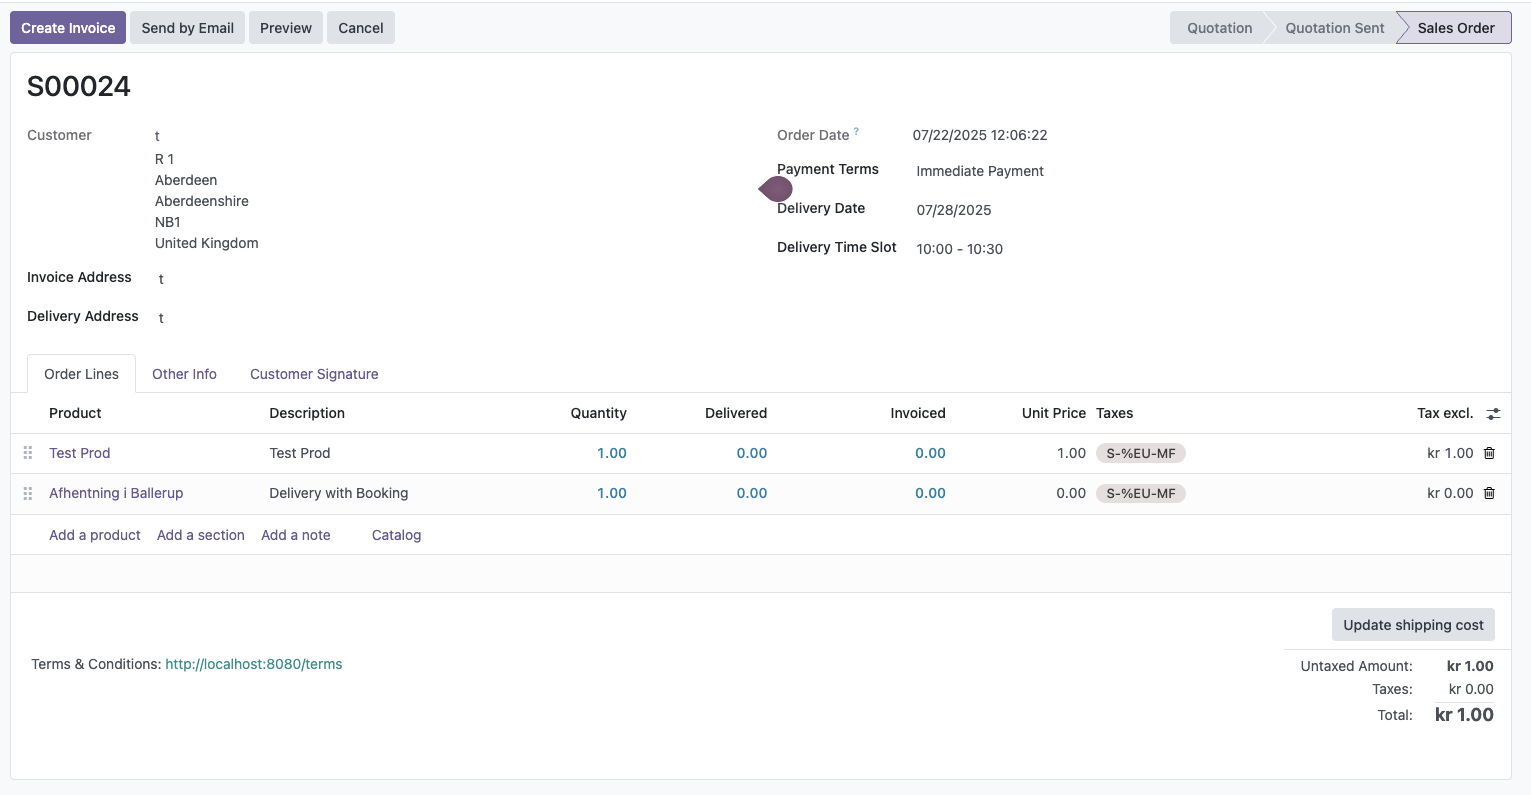 Create Invoice Send by Email Preview Cancel Quotation Quotation Sent Sales Order
S00024
Customer t
R 1
Aberdeen
Aberdeenshire
NB1
United Kingdom
Invoice Address t
Delivery Address t
Order Date ? 07/22/2025 12:06:22
Payment Terms Immediate Payment
Delivery Date 07/28/2025
Delivery Time Slot 10:00 - 10:30
Order Lines Other Info Customer Signature
Product Description Quantity Delivered Invoiced Unit Price Taxes Tax excl.
Test Prod Test Prod 1.00 0.00 0.00 1.00 S-%EU-MF kr 1.00
Afhentning i Ballerup Delivery with Booking 1.00 0.00 0.00 0.00 S-%EU-MF kr 0.00
Add a product Add a section Add a note Catalog
Update shipping cost
Terms & Conditions: http://localhost:8080/terms
Untaxed Amount: kr 1.00
Taxes: kr 0.00
Total: kr 1.00